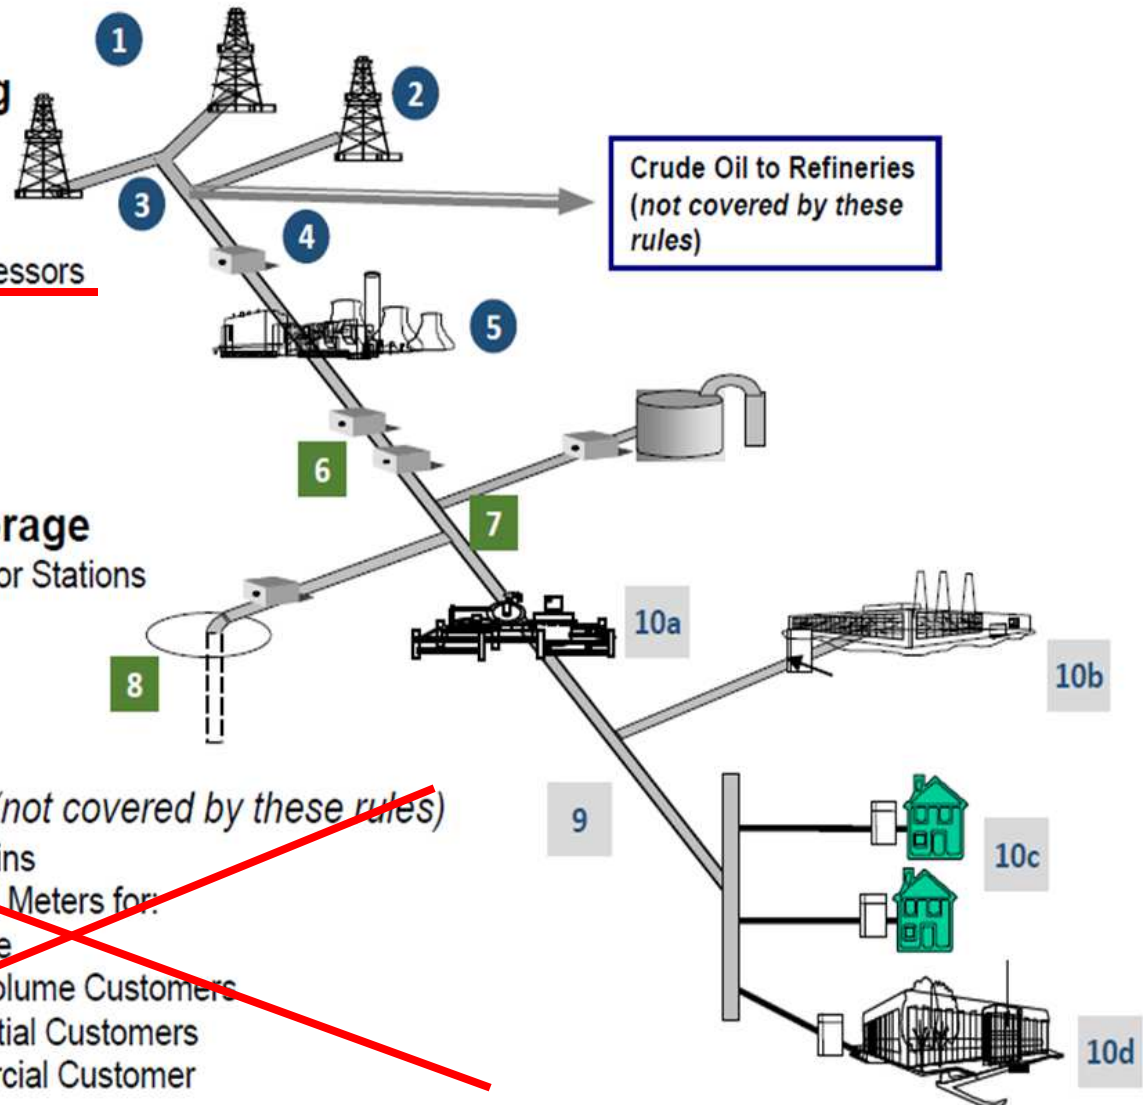 1
g
2
Crude Oil to Refineries
(not covered by these
rules)
3
4
essors
5
6
7
rage
or Stations
10a
10b
8
(not covered by these rules)
9
ins
10c
Meters for:
e
olume Customers
tial Customers
10d
rcial Customer